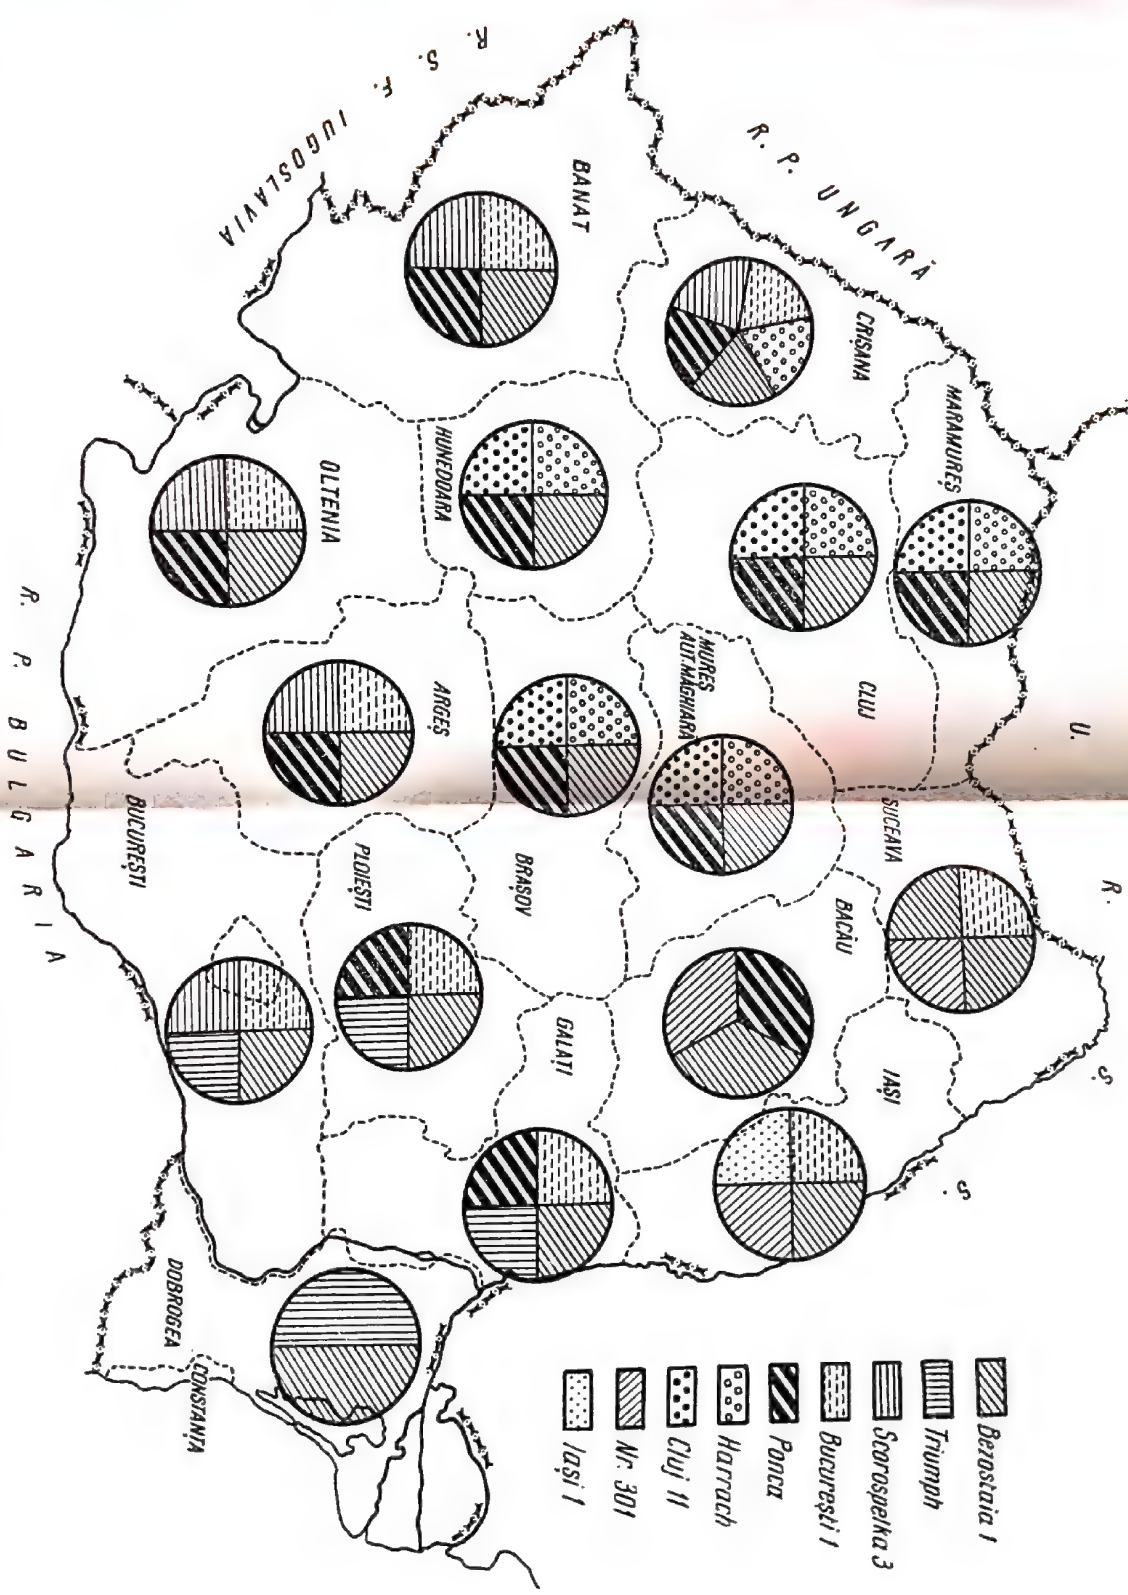 R. P. UNGARĂ
U. R. S. S.
R. S. F. IUGOSLAVIA
R. P. BULGARIA
MARAMUREȘ
CRIȘANA
CLUJ
SUCEAVA
BACĂU
IAȘI
MUREȘ
AUT. MAGHIARĂ
BANAT
HUNEDOARA
BRAȘOV
GALAȚI
OLTENIA
ARGEȘ
PLOIEȘTI
BUCUREȘTI
DOBROGEA
CONSTANȚA
Bezostaia 1
Triumph
Scorospelka 3
București 1
Ponca
Harrach
Cluj 11
Nr. 301
Iași 1